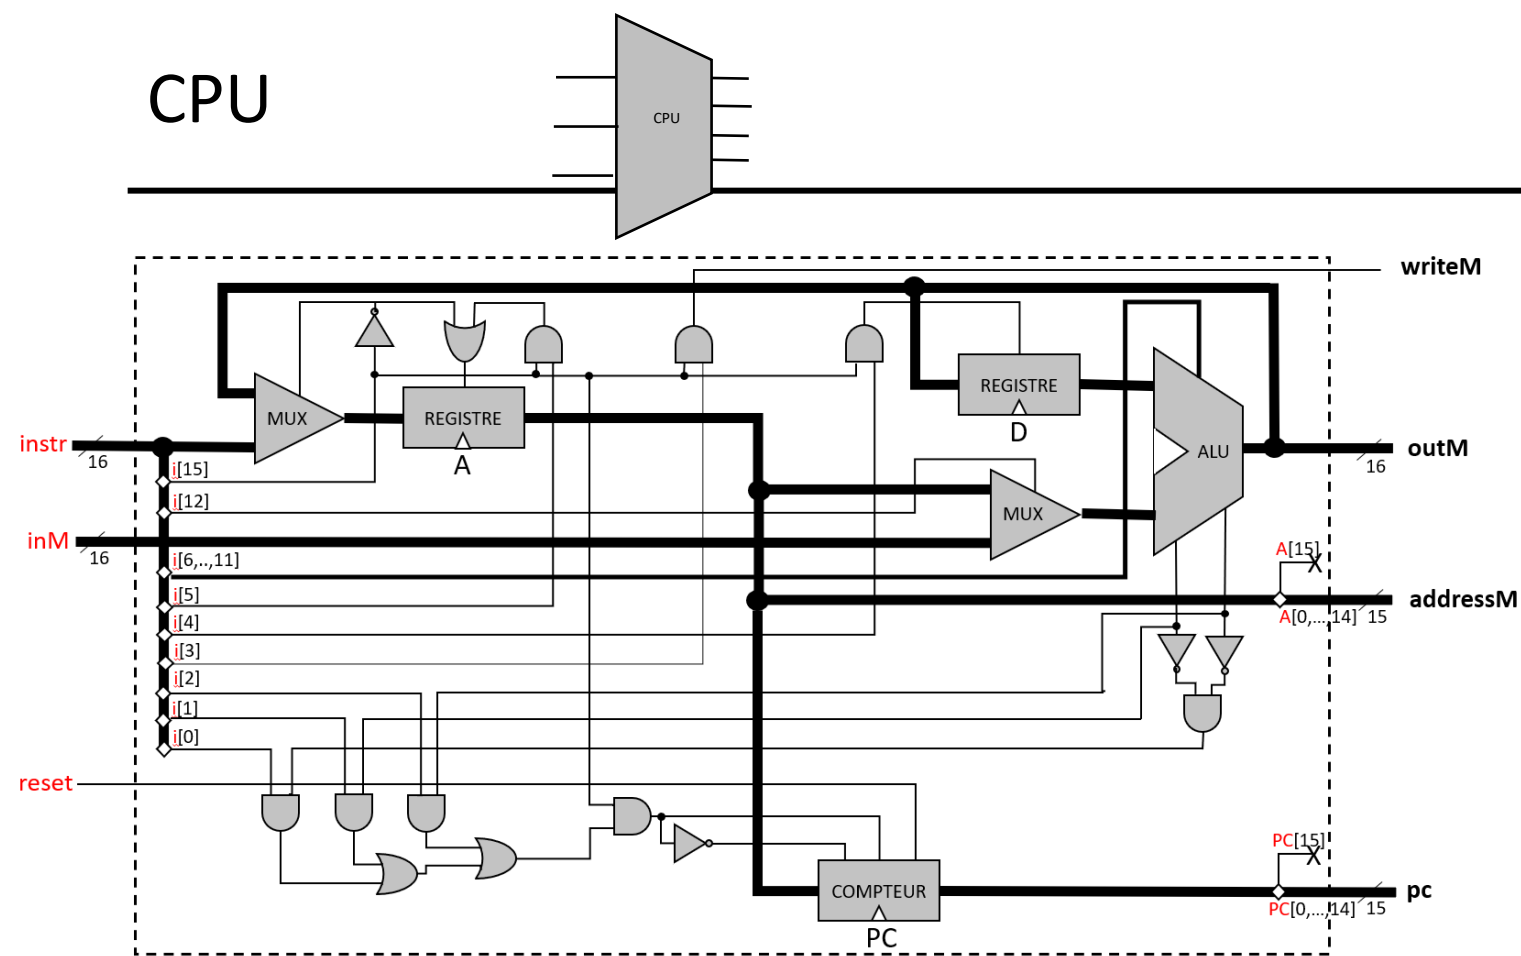 CPU
CPU
writeM
MUX
REGISTRE
A
REGISTRE
D
ALU
instr
16
outM
16
i[15]
i[12]
MUX
inM
16
i[6,..,11]
A[15]
X
addressM
A[0,...,14]
15
i[5]
i[4]
i[3]
i[2]
i[1]
i[0]
reset
PC[15]
X
COMPTEUR
PC
pc
PC[0,...,14]
15